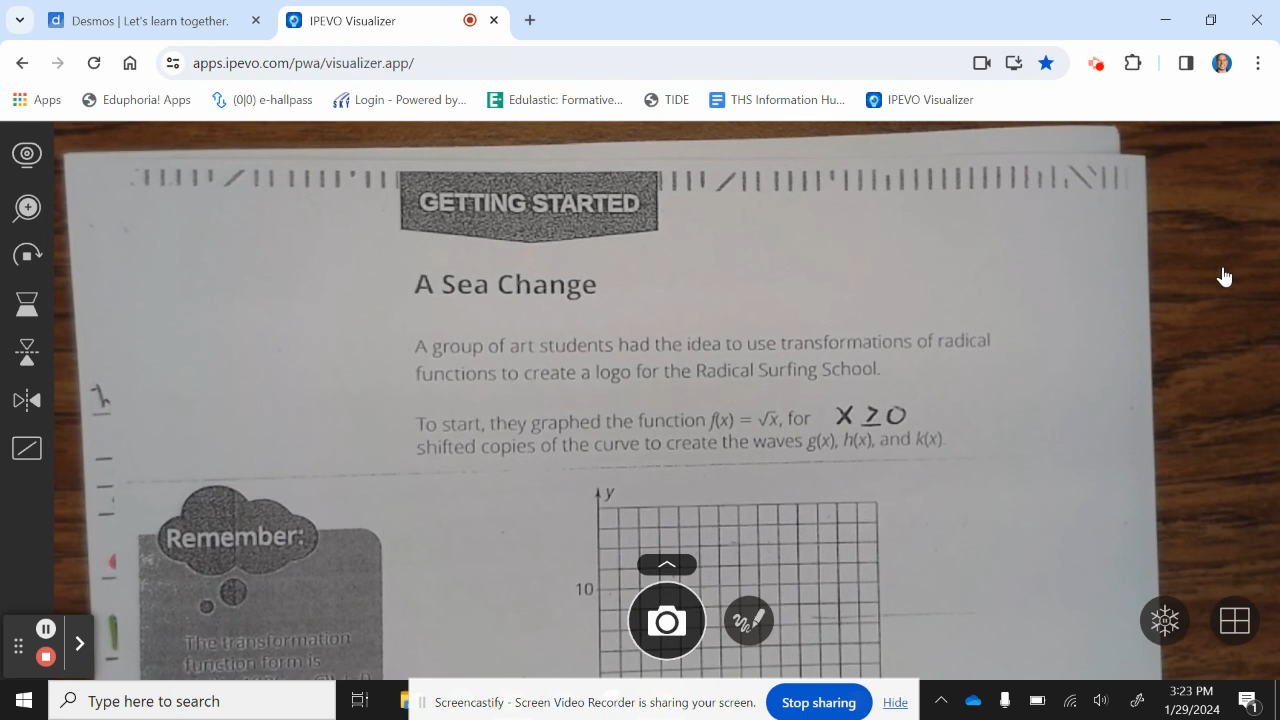 Desmos | Let's learn together.
IPEVO Visualizer
apps.ipevo.com/pwa/visualizer.app/
Apps
Eduphoria! Apps
(0|0) e-hallpass
Login - Powered by...
Edulastic: Formative...
TIDE
THS Information Hu...
IPEVO Visualizer
GETTING STARTED
A Sea Change
A group of art students had the idea to use transformations of radical
functions to create a logo for the Radical Surfing School.
To start, they graphed the function f(x) = √x, for x ≥ 0
shifted copies of the curve to create the waves g(x), h(x), and k(x).
y
Remember:
10
The transformation
function form is
Type here to search
Screencastify - Screen Video Recorder is sharing your screen.
Stop sharing
Hide
3:23 PM
1/29/2024
1